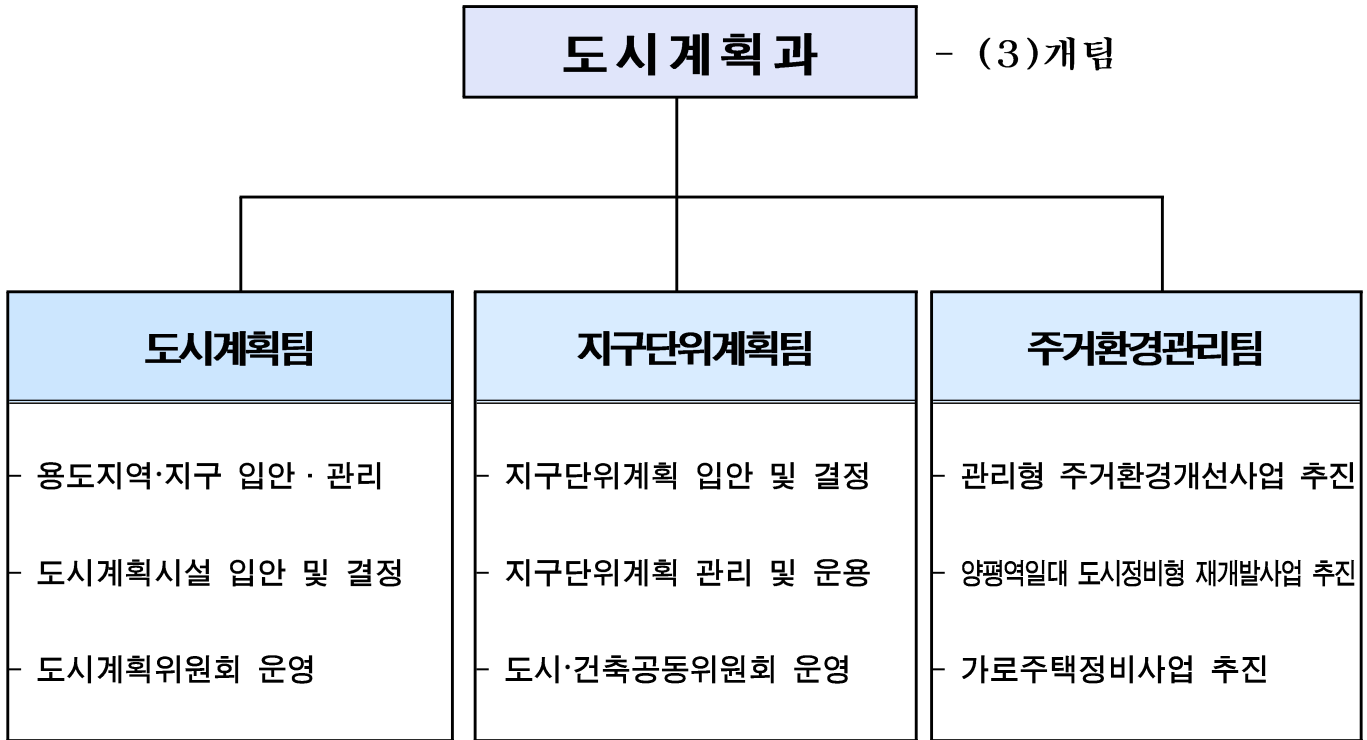 도시계획과 - (3)개팀
도시계획팀
- 용도지역·지구 입안 · 관리
- 도시계획시설 입안 및 결정
- 도시계획위원회 운영
지구단위계획팀
- 지구단위계획 입안 및 결정
- 지구단위계획 관리 및 운용
- 도시·건축공동위원회 운영
주거환경관리팀
- 관리형 주거환경개선사업 추진
- 양평역일대 도시정비형 재개발사업 추진
- 가로주택정비사업 추진